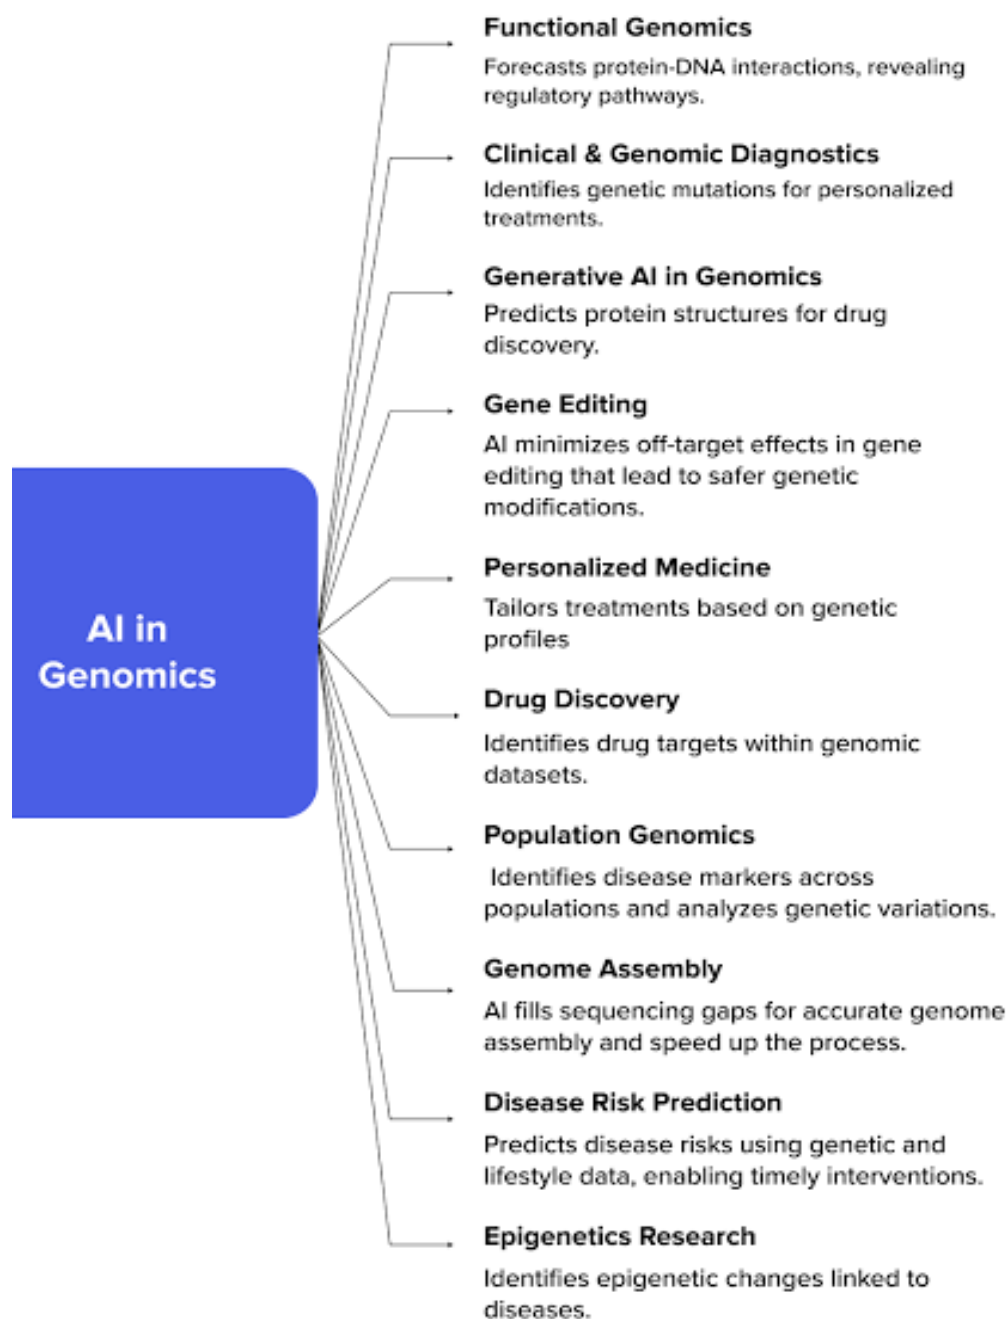 Functional Genomics
Forecasts protein-DNA interactions, revealing
regulatory pathways.
Clinical & Genomic Diagnostics
Identifies genetic mutations for personalized
treatments.
Generative AI in Genomics
Predicts protein structures for drug
discovery.
Gene Editing
AI minimizes off-target effects in gene
editing that lead to safer genetic
modifications.
AI in
Genomics
Personalized Medicine
Tailors treatments based on genetic
profiles
Drug Discovery
Identifies drug targets within genomic
datasets.
Population Genomics
Identifies disease markers across
populations and analyzes genetic variations.
Genome Assembly
AI fills sequencing gaps for accurate genome
assembly and speed up the process.
Disease Risk Prediction
Predicts disease risks using genetic and
lifestyle data, enabling timely interventions.
Epigenetics Research
Identifies epigenetic changes linked to
diseases.